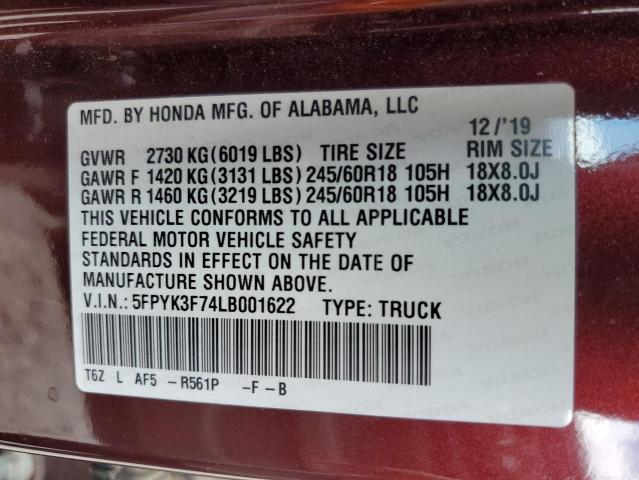 MFD. BY HONDA MFG. OF ALABAMA, LLC
12/'19
GVWR 2730 KG(6019 LBS) TIRE SIZE RIM SIZE
GAWR F 1420 KG(3131 LBS) 245/60R18 105H 18X8.0J
GAWR R 1460 KG(3219 LBS) 245/60R18 105H 18X8.0J
THIS VEHICLE CONFORMS TO ALL APPLICABLE
FEDERAL MOTOR VEHICLE SAFETY
STANDARDS IN EFFECT ON THE DATE OF
MANUFACTURE SHOWN ABOVE.
V.I.N.: 5FPYK3F74LB001622 TYPE: TRUCK
T6Z L AF5 -R561P -F-B